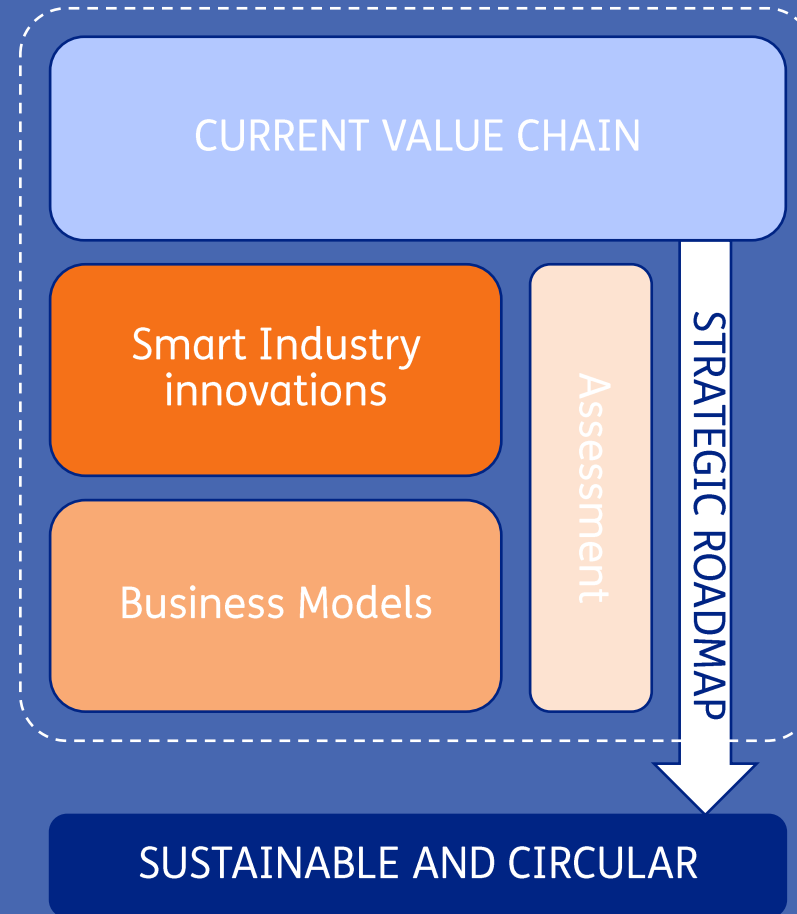 CURRENT VALUE CHAIN
Smart Industry
innovations
Business Models
Assessment
STRATEGIC ROADMAP
SUSTAINABLE AND CIRCULAR